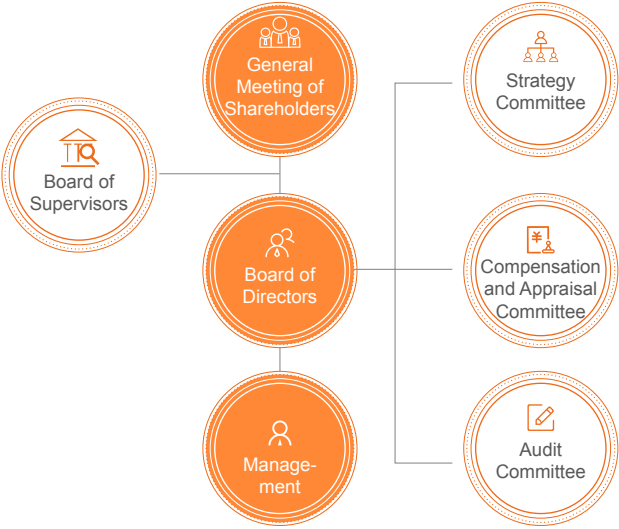 General
Meeting of
Shareholders
Strategy
Committee
Board of
Supervisors
Board of
Directors
¥
Compensation
and Appraisal
Committee
Manage-
ment
Audit
Committee